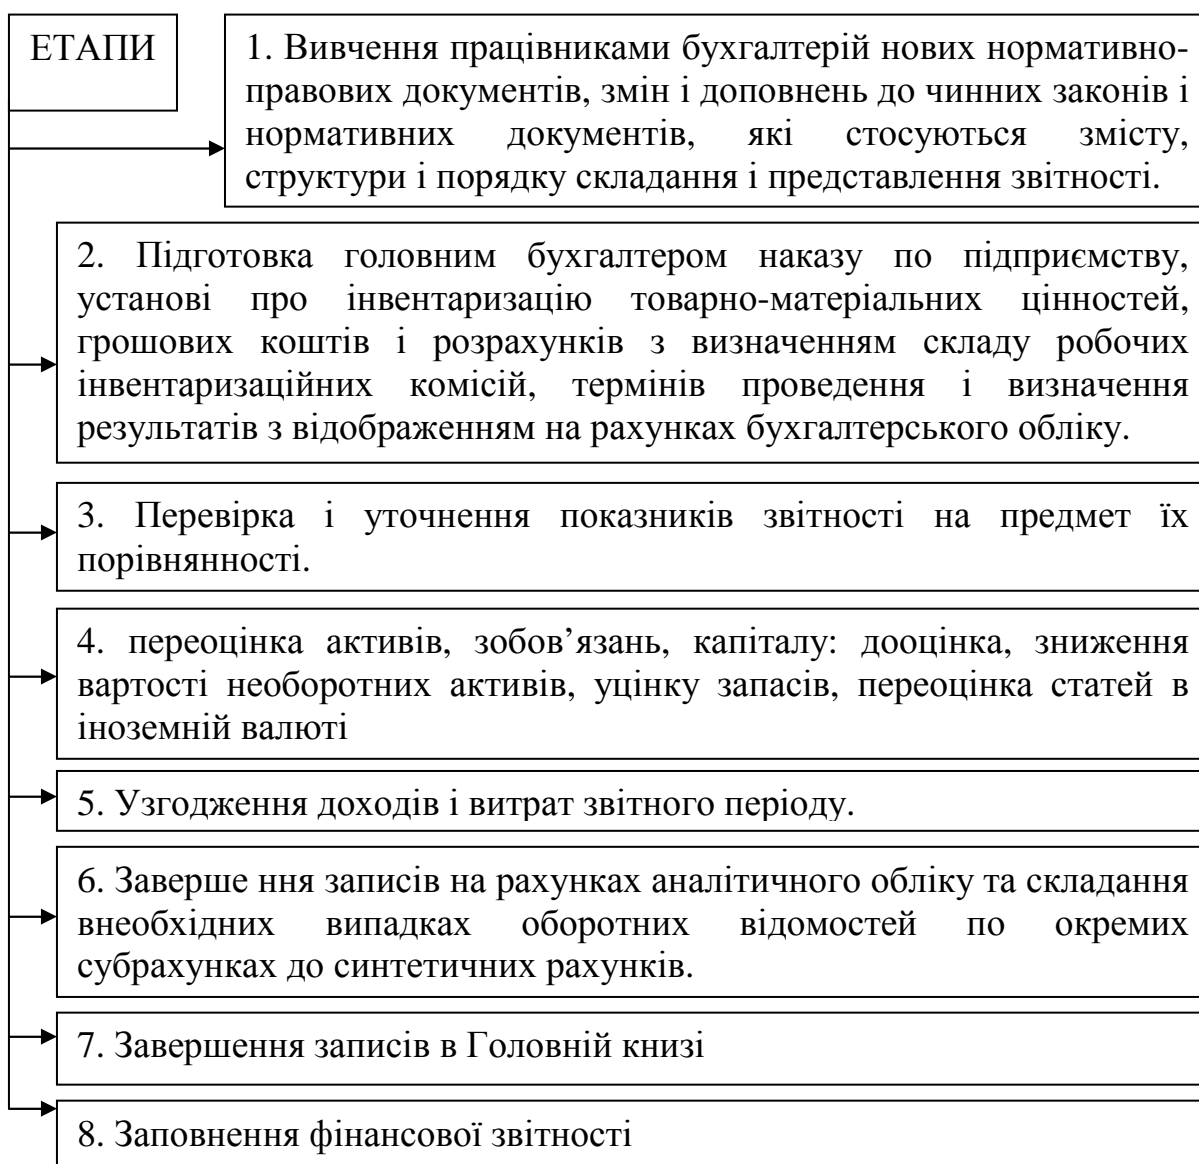 ЕТАПИ
1. Вивчення працівниками бухгалтерій нових нормативно-
правових документів, змін і доповнень до чинних законів і
нормативних документів, які стосуються змісту,
структури і порядку складання і представлення звітності.
2. Підготовка головним бухгалтером наказу по підприємству,
установі про інвентаризацію товарно-матеріальних цінностей,
грошових коштів і розрахунків з визначенням складу робочих
інвентаризаційних комісій, термінів проведення і визначення
результатів з відображенням на рахунках бухгалтерського обліку.
3. Перевірка і уточнення показників звітності на предмет їх
порівнянності.
4. переоцінка активів, зобов’язань, капіталу: дооцінка, зниження
вартості необоротних активів, уцінку запасів, переоцінка статей в
іноземній валюті
5. Узгодження доходів і витрат звітного періоду.
6. Заверше ння записів на рахунках аналітичного обліку та складання
внеобхідних випадках оборотних відомостей по окремих
субрахунках до синтетичних рахунків.
7. Завершення записів в Головній книзі
8. Заповнення фінансової звітності